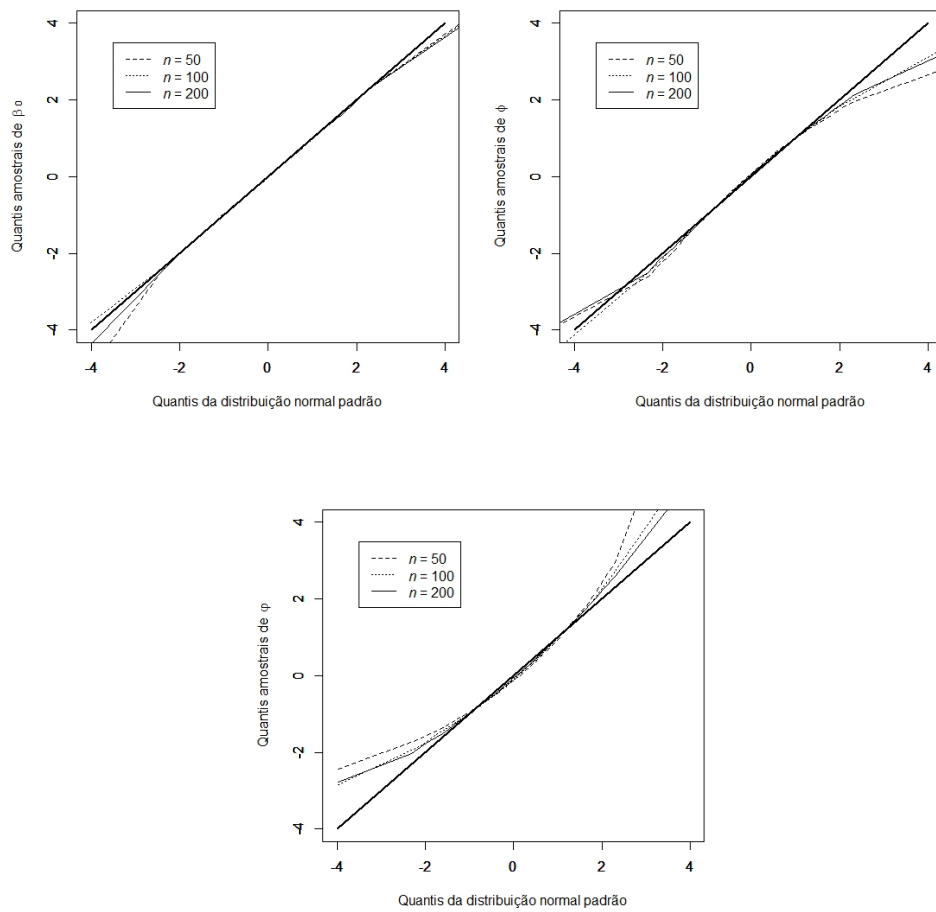 4
2
0
-2
-4
Quantis amostrais de β0
n = 50
n = 100
n = 200
-4 -2 0 2 4
Quantis da distribuição normal padrão
4
2
0
-2
-4
Quantis amostrais de ϕ
n = 50
n = 100
n = 200
-4 -2 0 2 4
Quantis da distribuição normal padrão
4
2
0
-2
-4
Quantis amostrais de φ
n = 50
n = 100
n = 200
-4 -2 0 2 4
Quantis da distribuição normal padrão